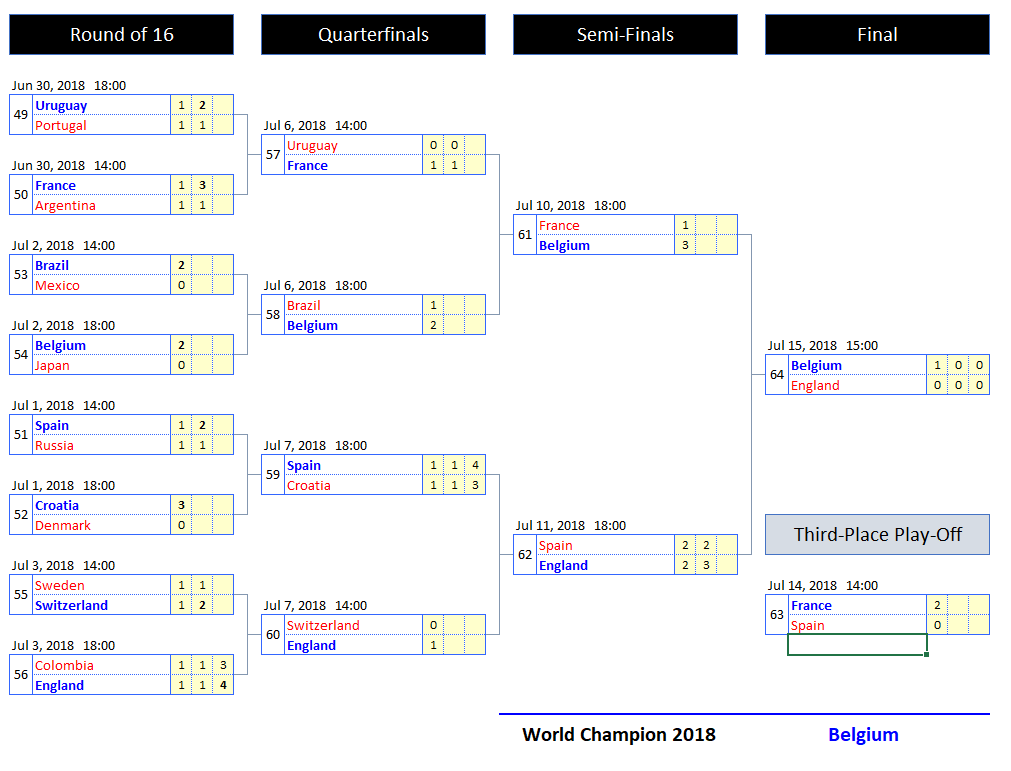 Round of 16
Jun 30, 2018 18:00
49 Uruguay 1 2
Portugal 1 1
Jun 30, 2018 14:00
50 France 1 3
Argentina 1 1
Jul 2, 2018 14:00
53 Brazil 2
Mexico 0
Jul 2, 2018 18:00
54 Belgium 2
Japan 0
Jul 1, 2018 14:00
51 Spain 1 2
Russia 1 1
Jul 1, 2018 18:00
52 Croatia 3
Denmark 0
Jul 3, 2018 14:00
55 Sweden 1 1
Switzerland 1 2
Jul 3, 2018 18:00
56 Colombia 1 1 3
England 1 1 4
Quarterfinals
Jul 6, 2018 14:00
57 Uruguay 0 0
France 1 1
Jul 6, 2018 18:00
58 Brazil 1
Belgium 2
Jul 7, 2018 18:00
59 Spain 1 1 4
Croatia 1 1 3
Jul 7, 2018 14:00
60 Switzerland 0
England 1
Semi-Finals
Jul 10, 2018 18:00
61 France 1
Belgium 3
Jul 11, 2018 18:00
62 Spain 2 2
England 2 3
Final
Jul 15, 2018 15:00
64 Belgium 1 0 0
England 0 0 0
Third-Place Play-Off
Jul 14, 2018 14:00
63 France 2
Spain 0
World Champion 2018 Belgium